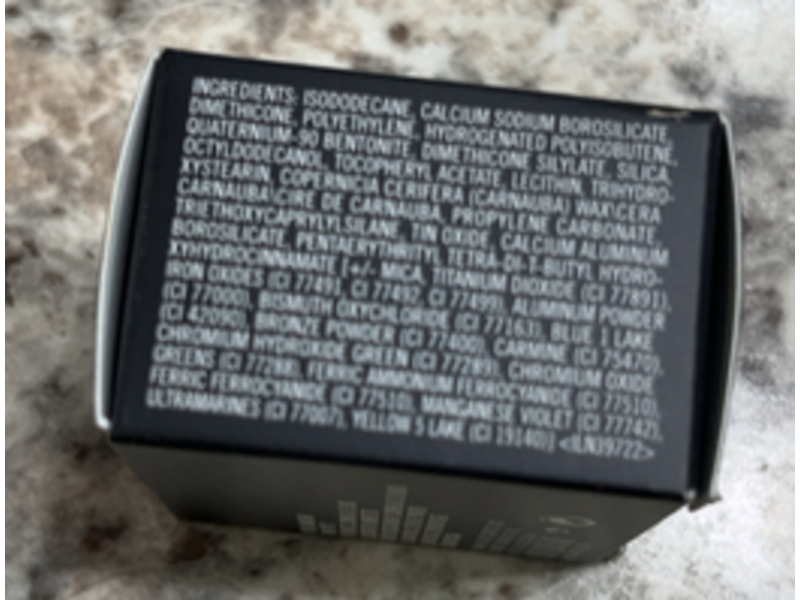 INGREDIENTS: ISODODECANE, CALCIUM SODIUM BOROSILICATE,
DIMETHICONE, POLYETHYLENE, HYDROGENATED POLYISOBUTENE,
QUATERNIUM-90 BENTONITE, DIMETHICONE SILYLATE, SILICA,
OCTYLDODECANOL, TOCOPHERYL ACETATE, LECITHIN, TRIHYDRO-
XYSTEARIN, COPERNICIA CERIFERA (CARNAUBA) WAX\CERA
CARNAUBA\CIRE DE CARNAUBA, PROPYLENE CARBONATE,
TRIETHOXYCAPRYLYLSILANE, TIN OXIDE, CALCIUM ALUMINUM
BOROSILICATE, PENTAERYTHRITYL TETRA-DI-T-BUTYL HYDRO-
XYHYDROCINNAMATE [+/- MICA, TITANIUM DIOXIDE (CI 77891),
IRON OXIDES (CI 77491, CI 77492, CI 77499), ALUMINUM POWDER
(CI 77000), BISMUTH OXYCHLORIDE (CI 77163), BLUE 1 LAKE
(CI 42090), BRONZE POWDER (CI 77400), CARMINE (CI 75470),
CHROMIUM HYDROXIDE GREEN (CI 77289), CHROMIUM OXIDE
GREENS (CI 77288), FERRIC AMMONIUM FERROCYANIDE (CI 77510),
FERRIC FERROCYANIDE (CI 77510), MANGANESE VIOLET (CI 77742),
ULTRAMARINES (CI 77007), YELLOW 5 LAKE (CI 19140)] <ILN39722>